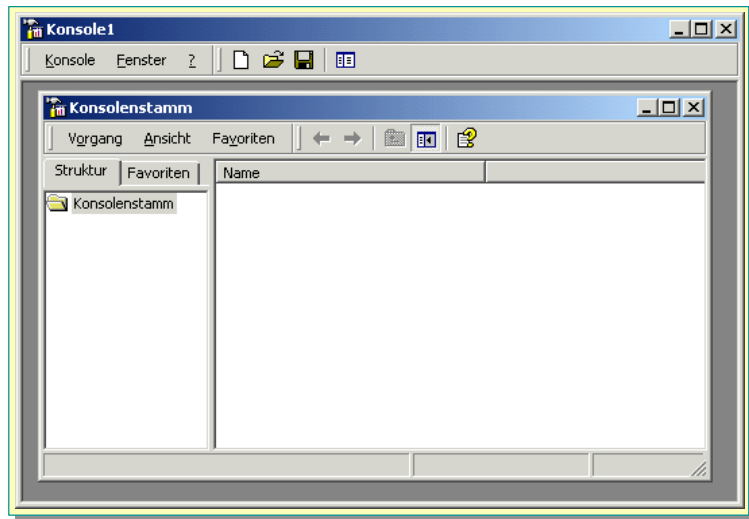 Konsole1
Konsole Fenster ?
Konsolenstamm
Vorgang Ansicht Favoriten
Struktur Favoriten Name
Konsolenstamm